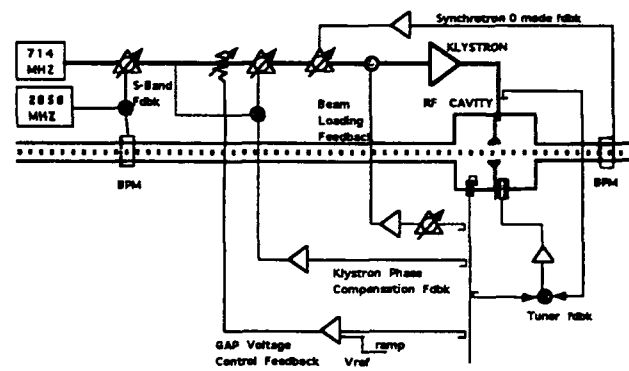 Synchrotron 0 mode fdbk
714
MHZ
KLYSTRON
2858
MHZ
S-Band
Fdbk
Beam
Loading
Feedback
RF CAVITY
BPM
BPM
Klystron Phase
Compensation Fdbk
Tuner fdbk
GAP Voltage
Control Feedback
ramp
Vref